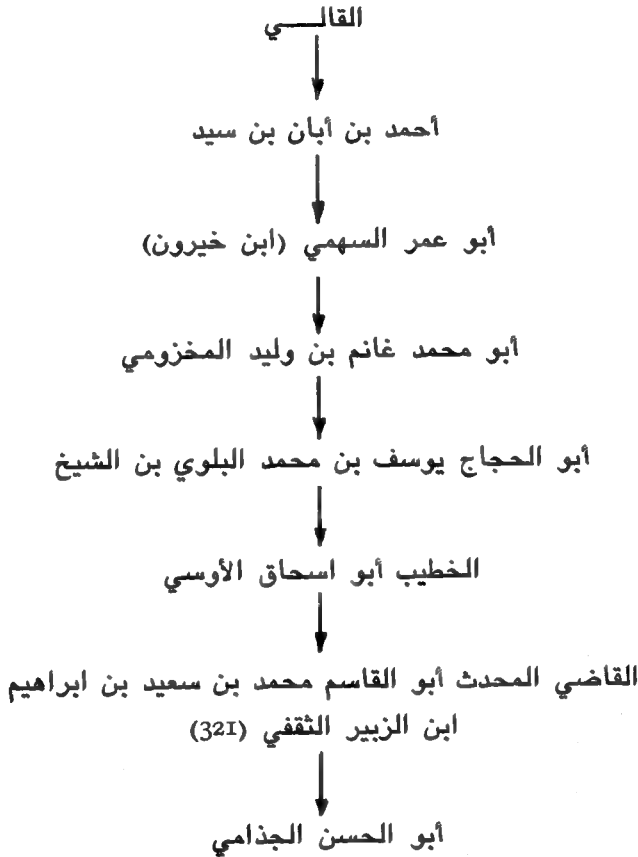 القالي
أحمد بن أبان بن سيد
أبو عمر السهمي (ابن خيرون)
أبو محمد غانم بن وليد المخزومي
أبو الحجاج يوسف بن محمد البلوي بن الشيخ
الخطيب أبو اسحاق الأوسي
القاضي المحدث أبو القاسم محمد بن سعيد بن ابراهيم
ابن الزبير الثقفي (321)
أبو الحسن الجذامي